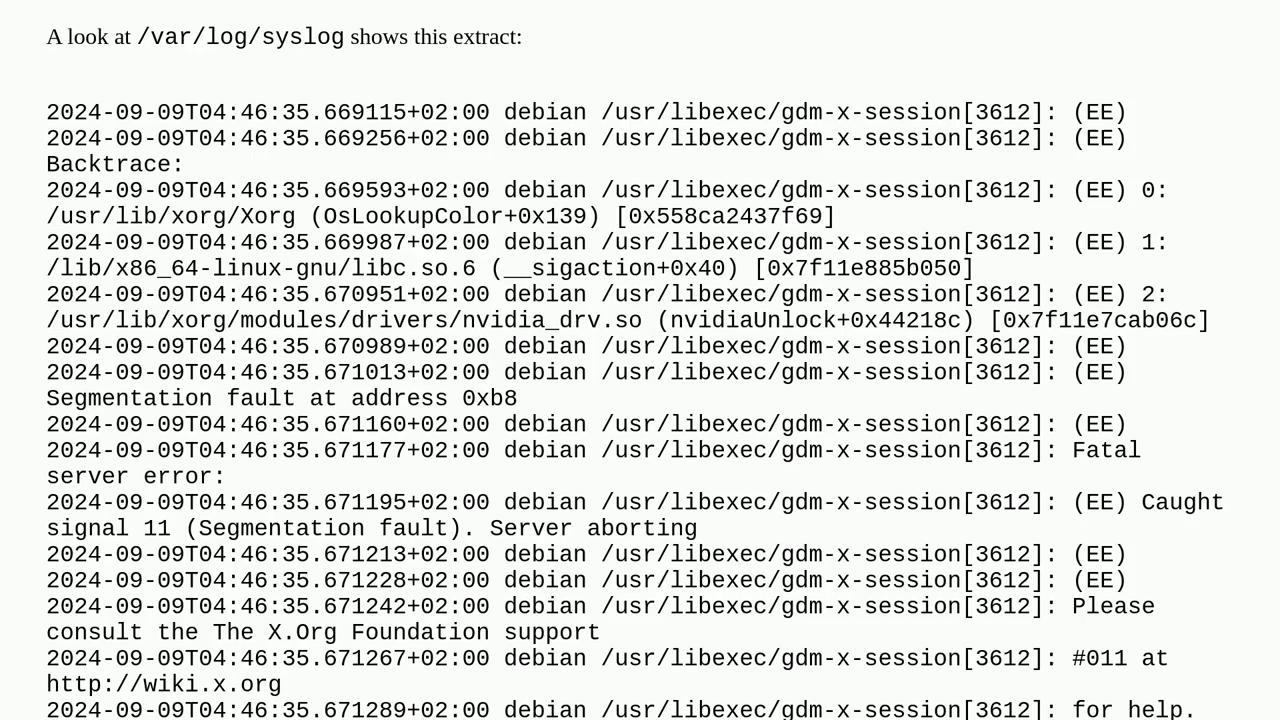 A look at /var/log/syslog shows this extract:
2024-09-09T04:46:35.669115+02:00 debian /usr/libexec/gdm-x-session[3612]: (EE)
2024-09-09T04:46:35.669256+02:00 debian /usr/libexec/gdm-x-session[3612]: (EE)
Backtrace:
2024-09-09T04:46:35.669593+02:00 debian /usr/libexec/gdm-x-session[3612]: (EE) 0:
/usr/lib/xorg/Xorg (OsLookupColor+0x139) [0x558ca2437f69]
2024-09-09T04:46:35.669987+02:00 debian /usr/libexec/gdm-x-session[3612]: (EE) 1:
/lib/x86_64-linux-gnu/libc.so.6 (__sigaction+0x40) [0x7f11e885b050]
2024-09-09T04:46:35.670951+02:00 debian /usr/libexec/gdm-x-session[3612]: (EE) 2:
/usr/lib/xorg/modules/drivers/nvidia_drv.so (nvidiaUnlock+0x44218c) [0x7f11e7cab06c]
2024-09-09T04:46:35.670989+02:00 debian /usr/libexec/gdm-x-session[3612]: (EE)
2024-09-09T04:46:35.671013+02:00 debian /usr/libexec/gdm-x-session[3612]: (EE)
Segmentation fault at address 0xb8
2024-09-09T04:46:35.671160+02:00 debian /usr/libexec/gdm-x-session[3612]: (EE)
2024-09-09T04:46:35.671177+02:00 debian /usr/libexec/gdm-x-session[3612]: Fatal
server error:
2024-09-09T04:46:35.671195+02:00 debian /usr/libexec/gdm-x-session[3612]: (EE) Caught
signal 11 (Segmentation fault). Server aborting
2024-09-09T04:46:35.671213+02:00 debian /usr/libexec/gdm-x-session[3612]: (EE)
2024-09-09T04:46:35.671228+02:00 debian /usr/libexec/gdm-x-session[3612]: (EE)
2024-09-09T04:46:35.671242+02:00 debian /usr/libexec/gdm-x-session[3612]: Please
consult the The X.Org Foundation support
2024-09-09T04:46:35.671267+02:00 debian /usr/libexec/gdm-x-session[3612]: #011 at
http://wiki.x.org
2024-09-09T04:46:35.671289+02:00 debian /usr/libexec/gdm-x-session[3612]: for help.